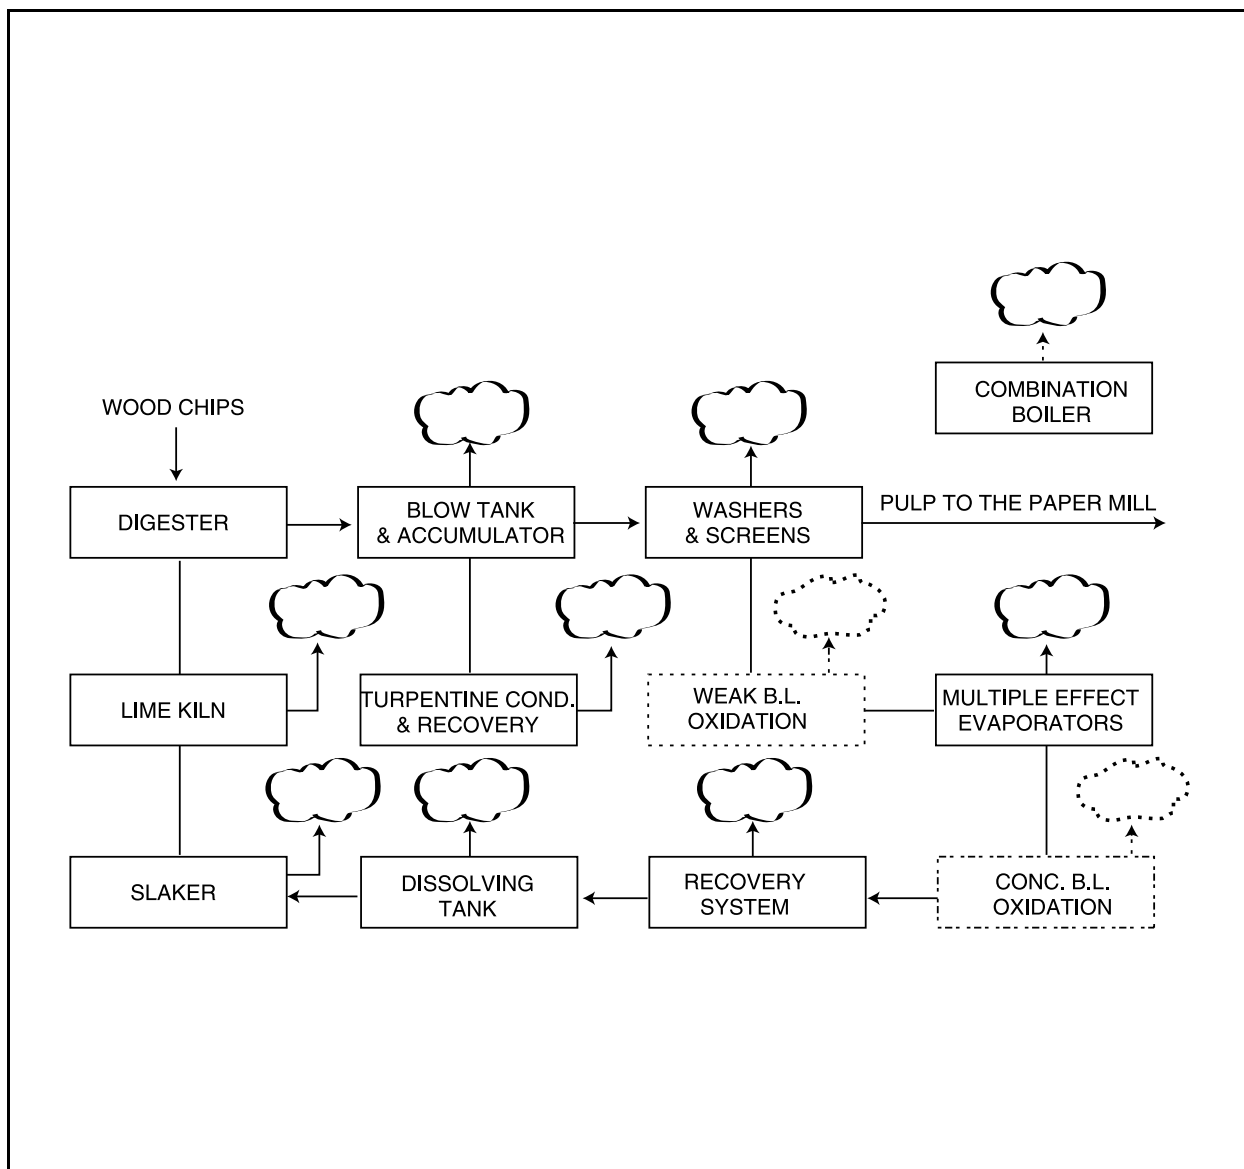 COMBINATION
BOILER
WOOD CHIPS
DIGESTER
BLOW TANK
& ACCUMULATOR
WASHERS
& SCREENS
PULP TO THE PAPER MILL
LIME KILN
TURPENTINE COND.
& RECOVERY
WEAK B.L.
OXIDATION
MULTIPLE EFFECT
EVAPORATORS
SLAKER
DISSOLVING
TANK
RECOVERY
SYSTEM
CONC. B.L.
OXIDATION